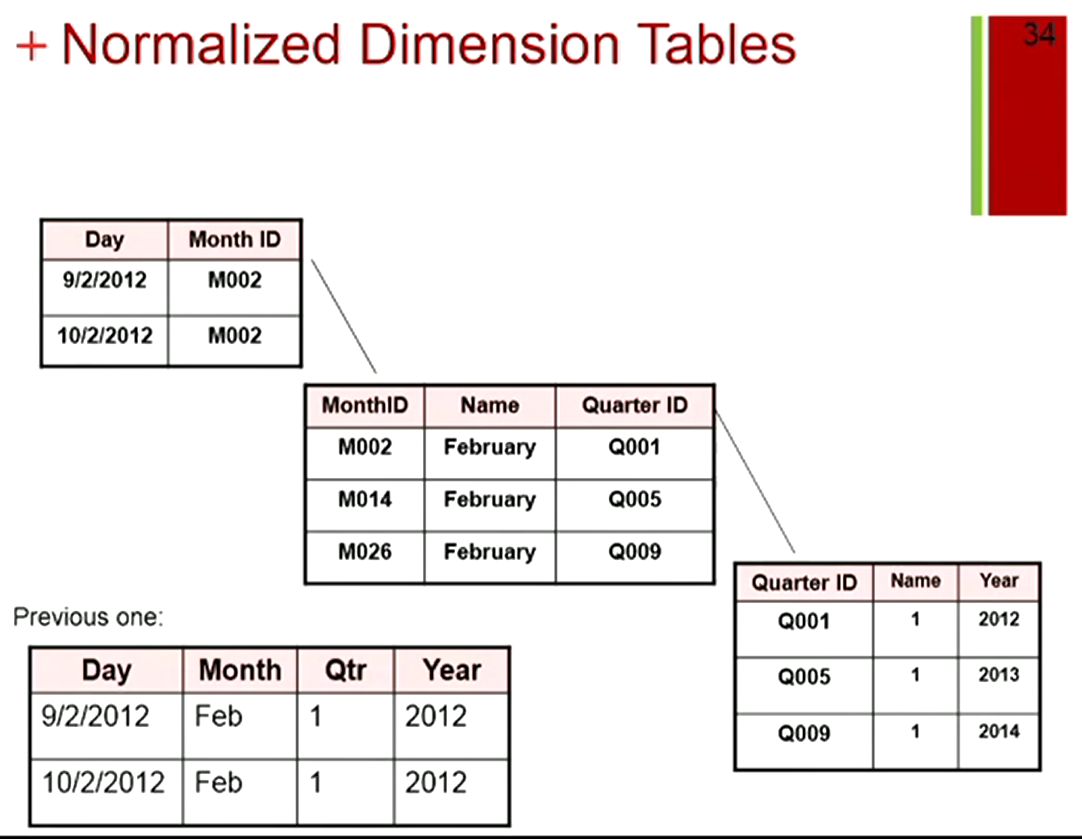 + Normalized Dimension Tables
34
Day Month ID
9/2/2012 M002
10/2/2012 M002
MonthID Name Quarter ID
M002 February Q001
M014 February Q005
M026 February Q009
Quarter ID Name Year
Q001 1 2012
Q005 1 2013
Q009 1 2014
Previous one:
Day Month Qtr Year
9/2/2012 Feb 1 2012
10/2/2012 Feb 1 2012